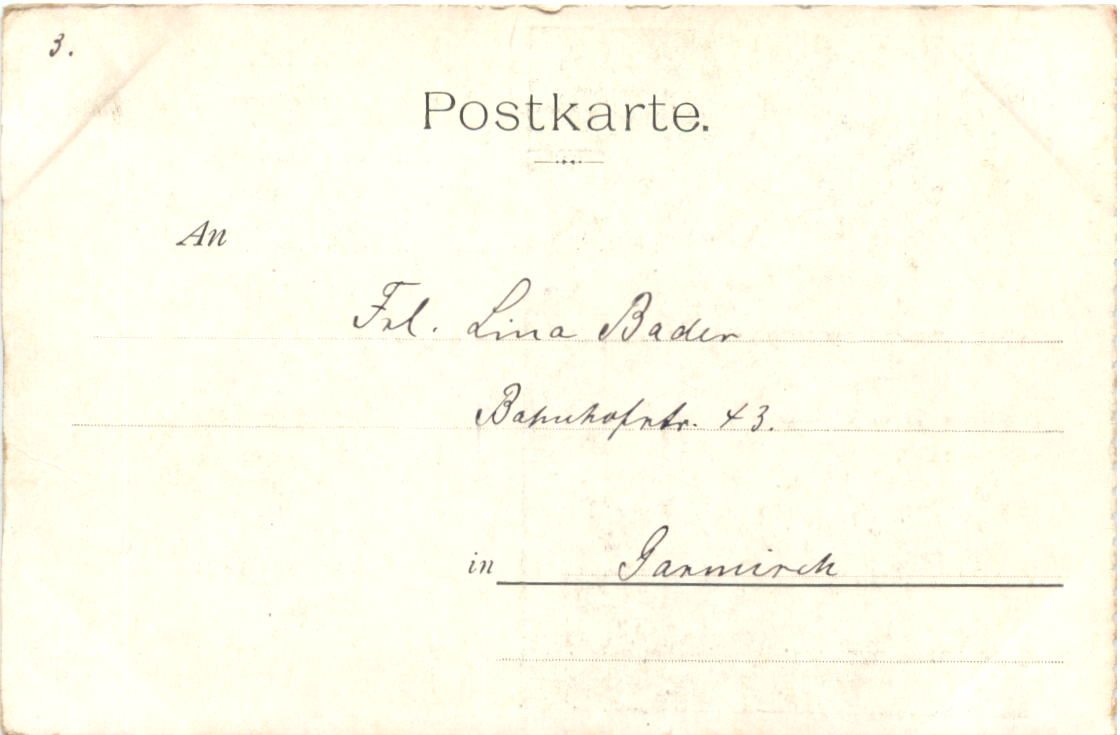 3.
Postkarte.
An
Frl. Lina Bader
Bahnhofstr. 43.
in Garmisch